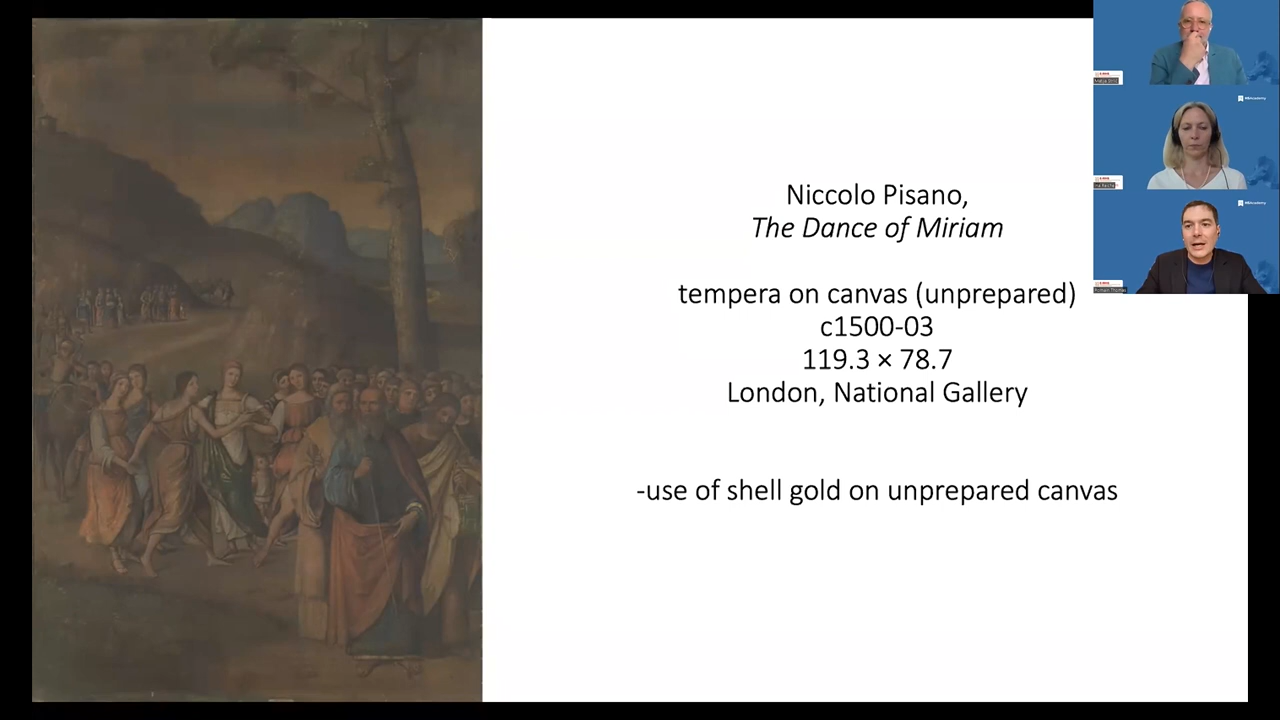 Niccolo Pisano,
The Dance of Miriam
tempera on canvas (unprepared)
c1500-03
119.3 × 78.7
London, National Gallery
-use of shell gold on unprepared canvas